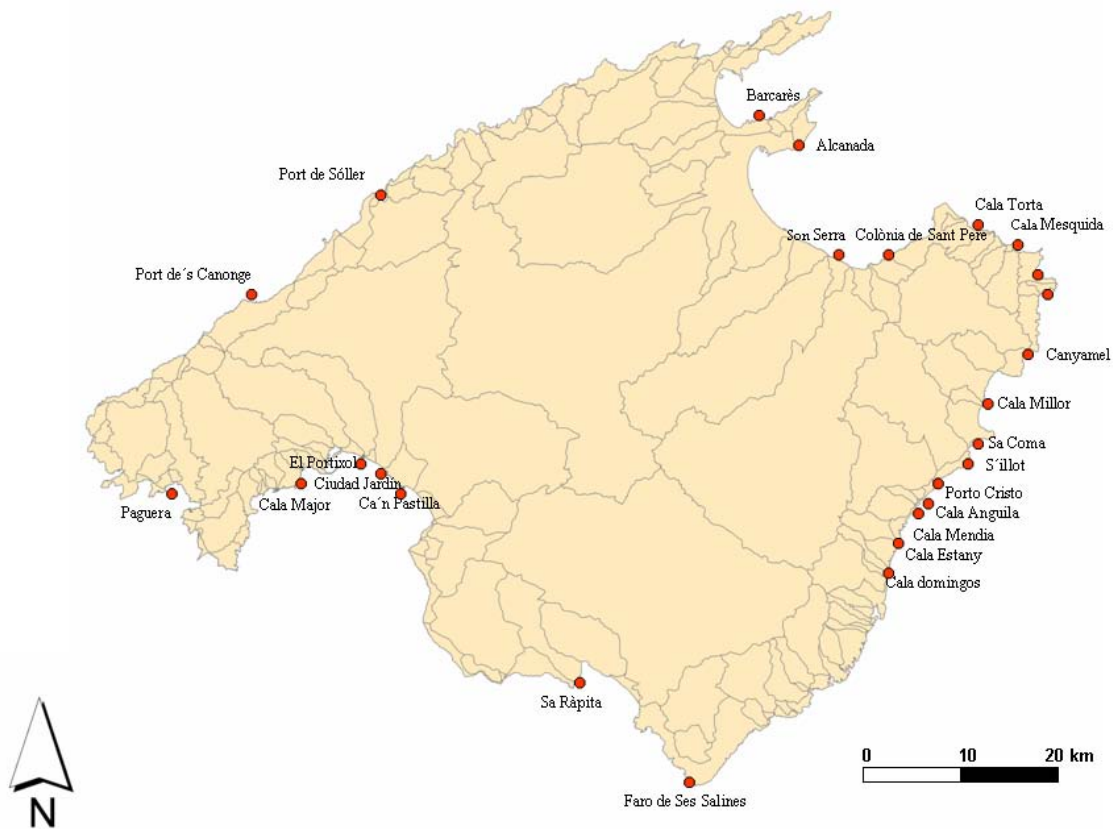 Barcarès
Alcanada
Port de Sóller
Cala Torta
Cala Mesquida
Son Serra
Colònia de Sant Pere
Port de´s Canonge
Canyamel
Cala Millor
Sa Coma
El Portixol
S´illot
Ciudad Jardín
Porto Cristo
Paguera
Cala Major
Ca´n Pastilla
Cala Anguila
Cala Mendia
Cala Estany
Cala domingos
Sa Ràpita
0 10 20 km
Faro de Ses Salines
N